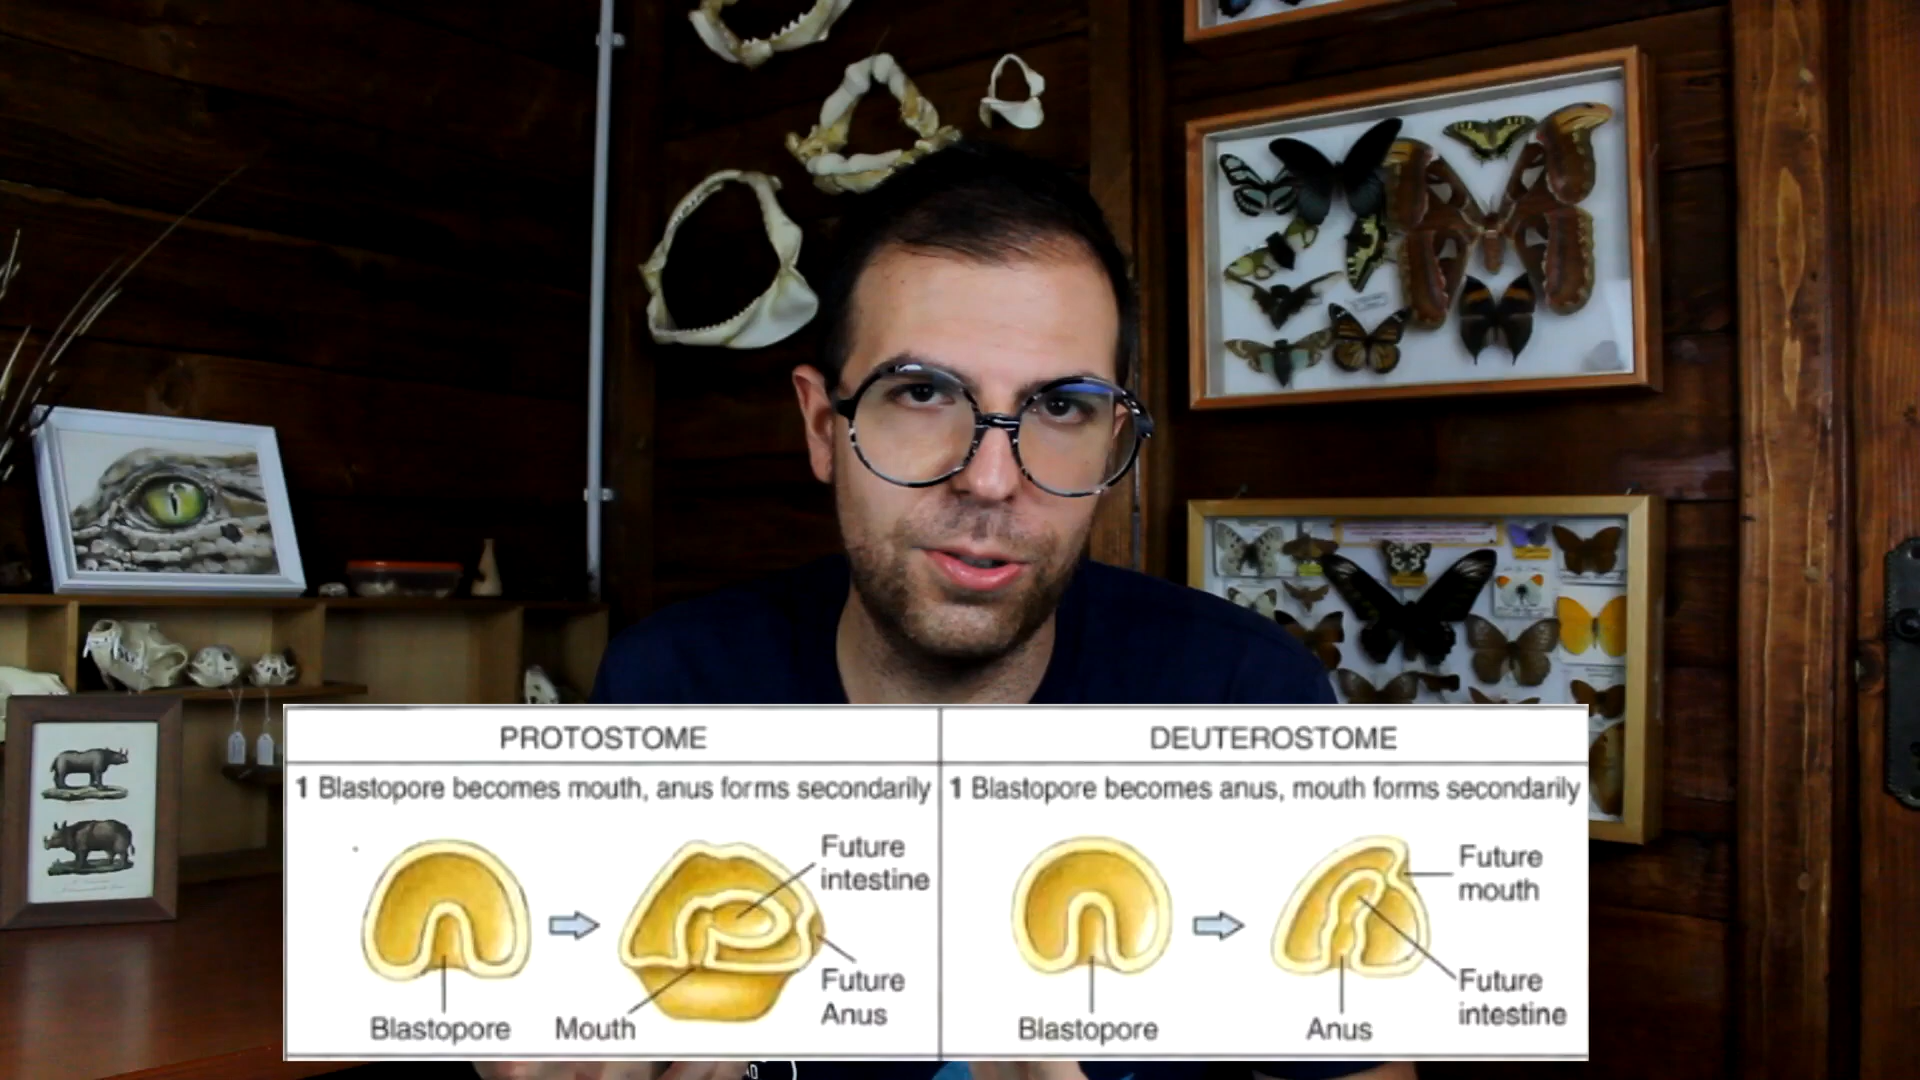 PROTOSTOME
1 Blastopore becomes mouth, anus forms secondarily
Future
intestine
Future
Anus
Blastopore
Mouth
DEUTEROSTOME
1 Blastopore becomes anus, mouth forms secondarily
Future
mouth
Future
intestine
Blastopore
Anus